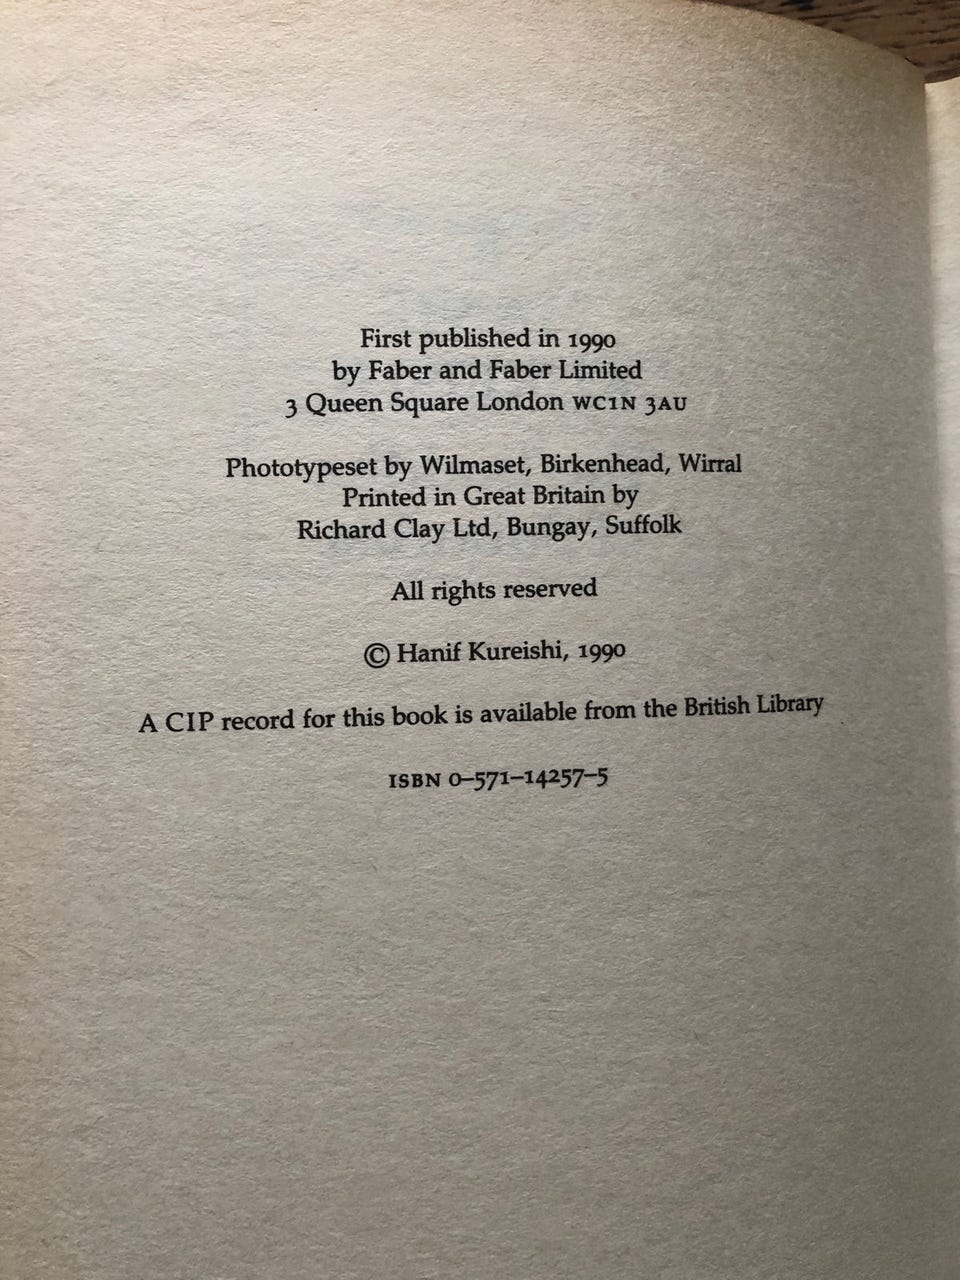 First published in 1990
by Faber and Faber Limited
3 Queen Square London WC1N 3AU
Phototypeset by Wilmaset, Birkenhead, Wirral
Printed in Great Britain by
Richard Clay Ltd, Bungay, Suffolk
All rights reserved
© Hanif Kureishi, 1990
A CIP record for this book is available from the British Library
ISBN 0–571–14257–5